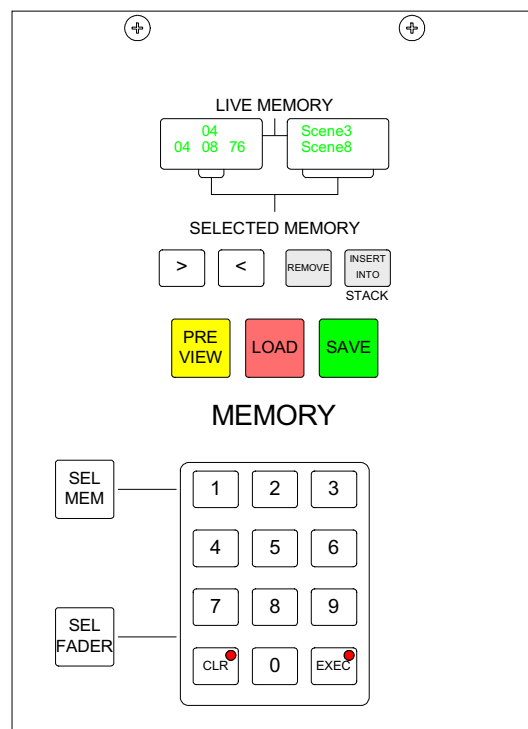 LIVE MEMORY
04
04 08 76
Scene3
Scene8
SELECTED MEMORY
>
<
REMOVE
INSERT
INTO
STACK
PRE
VIEW
LOAD
SAVE
MEMORY
SEL
MEM
1 2 3
4 5 6
7 8 9
SEL
FADER
CLR 0 EXEC